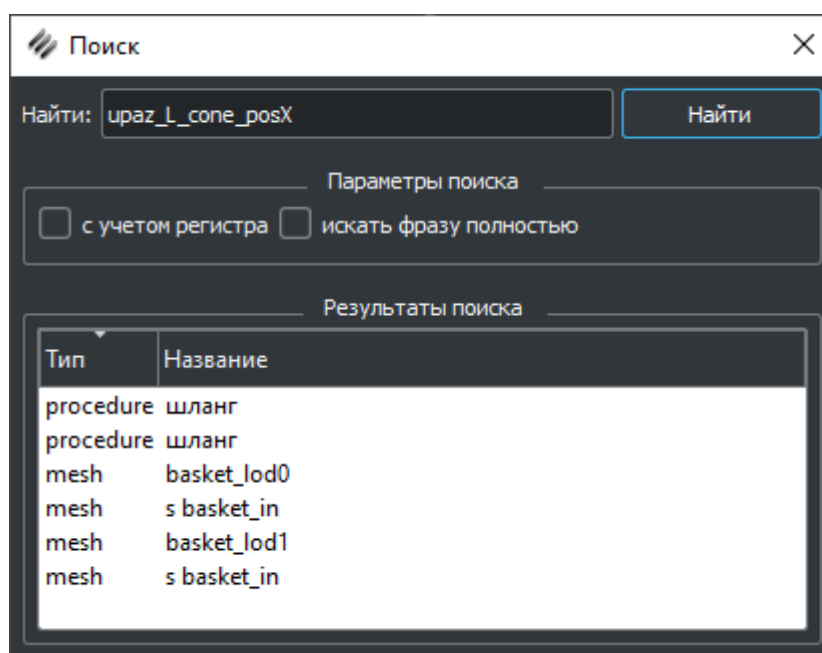 Поиск
Найти: upaz_L_cone_posX Найти
Параметры поиска
с учетом регистра искать фразу полностью
Результаты поиска
Тип Название
procedure шланг
procedure шланг
mesh basket_lod0
mesh s basket_in
mesh basket_lod1
mesh s basket_in